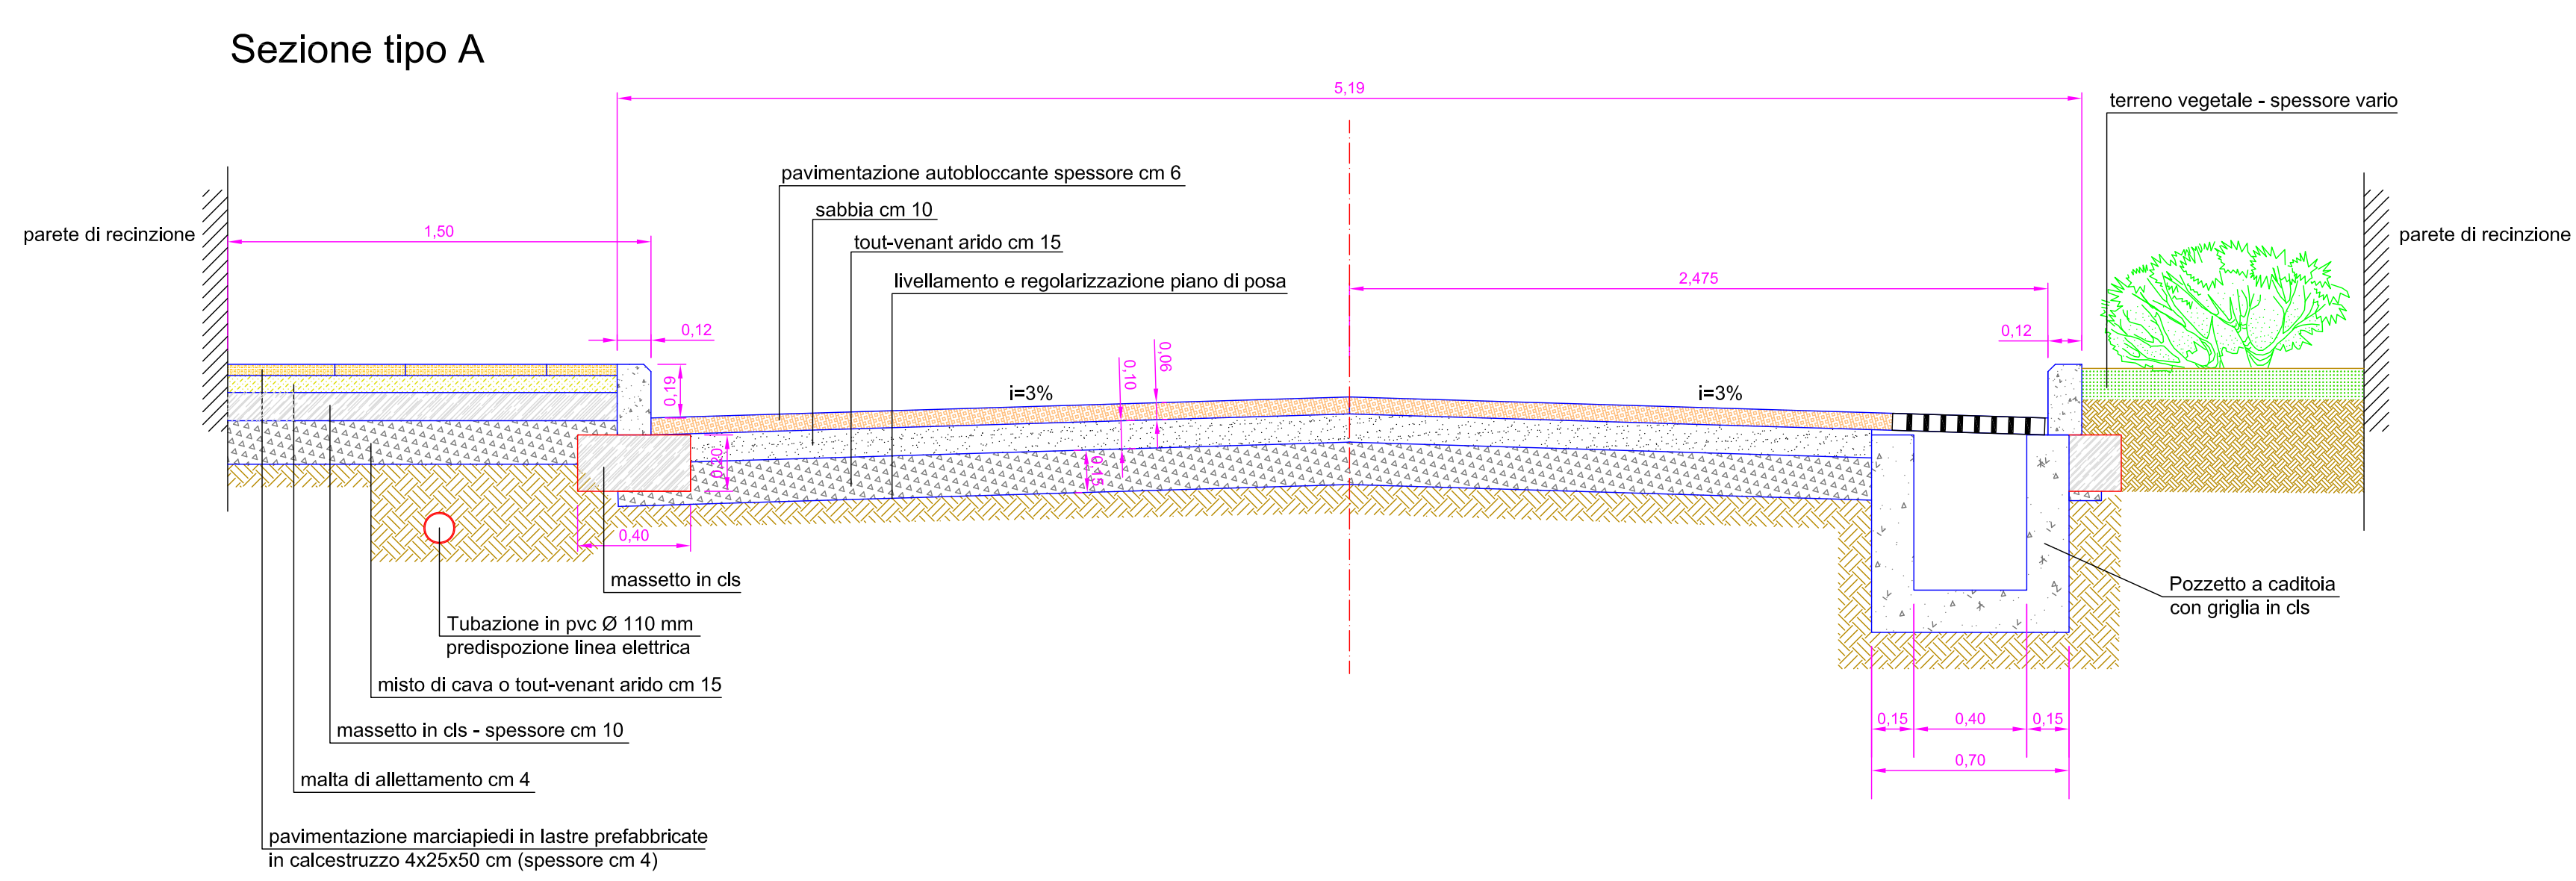 Sezione tipo A
5,19
terreno vegetale - spessore vario
pavimentazione autobloccante spessore cm 6
sabbia cm 10
parete di recinzione
1,50
tout-venant arido cm 15
parete di recinzione
livellamento e regolarizzazione piano di posa
2,475
0,12
0,12
0,19
0,10
0,06
i=3%
i=3%
0,20
0,15
0,40
massetto in cls
Pozzetto a caditoia
con griglia in cls
Tubazione in pvc Ø 110 mm
predispozione linea elettrica
misto di cava o tout-venant arido cm 15
0,15
0,40
0,15
massetto in cls - spessore cm 10
0,70
malta di allettamento cm 4
pavimentazione marciapiedi in lastre prefabbricate
in calcestruzzo 4x25x50 cm (spessore cm 4)